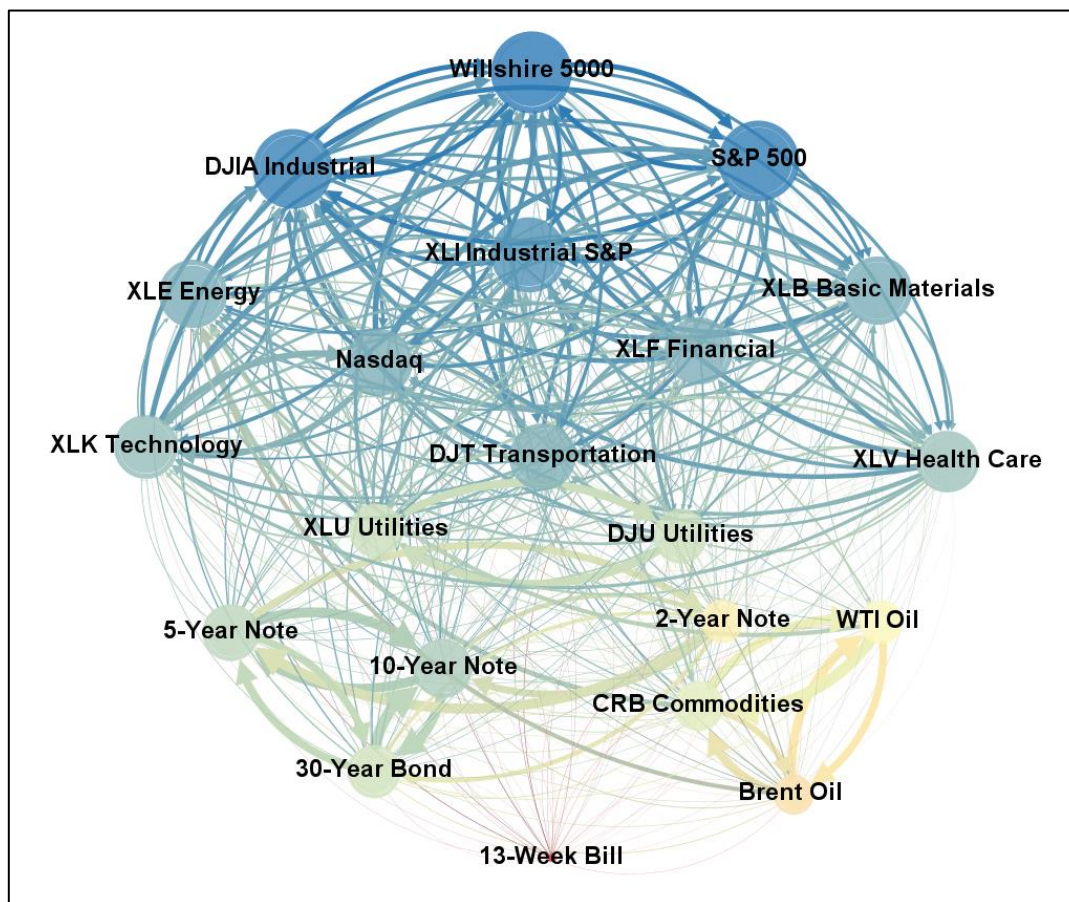 Willshire 5000
S&P 500
DJIA Industrial
XLI Industrial S&P
XLE Energy
XLB Basic Materials
XLF Financial
Nasdaq
XLK Technology
DJT Transportation
XLV Health Care
XLU Utilities
DJU Utilities
2-Year Note
WTI Oil
5-Year Note
10-Year Note
CRB Commodities
30-Year Bond
Brent Oil
13-Week Bill